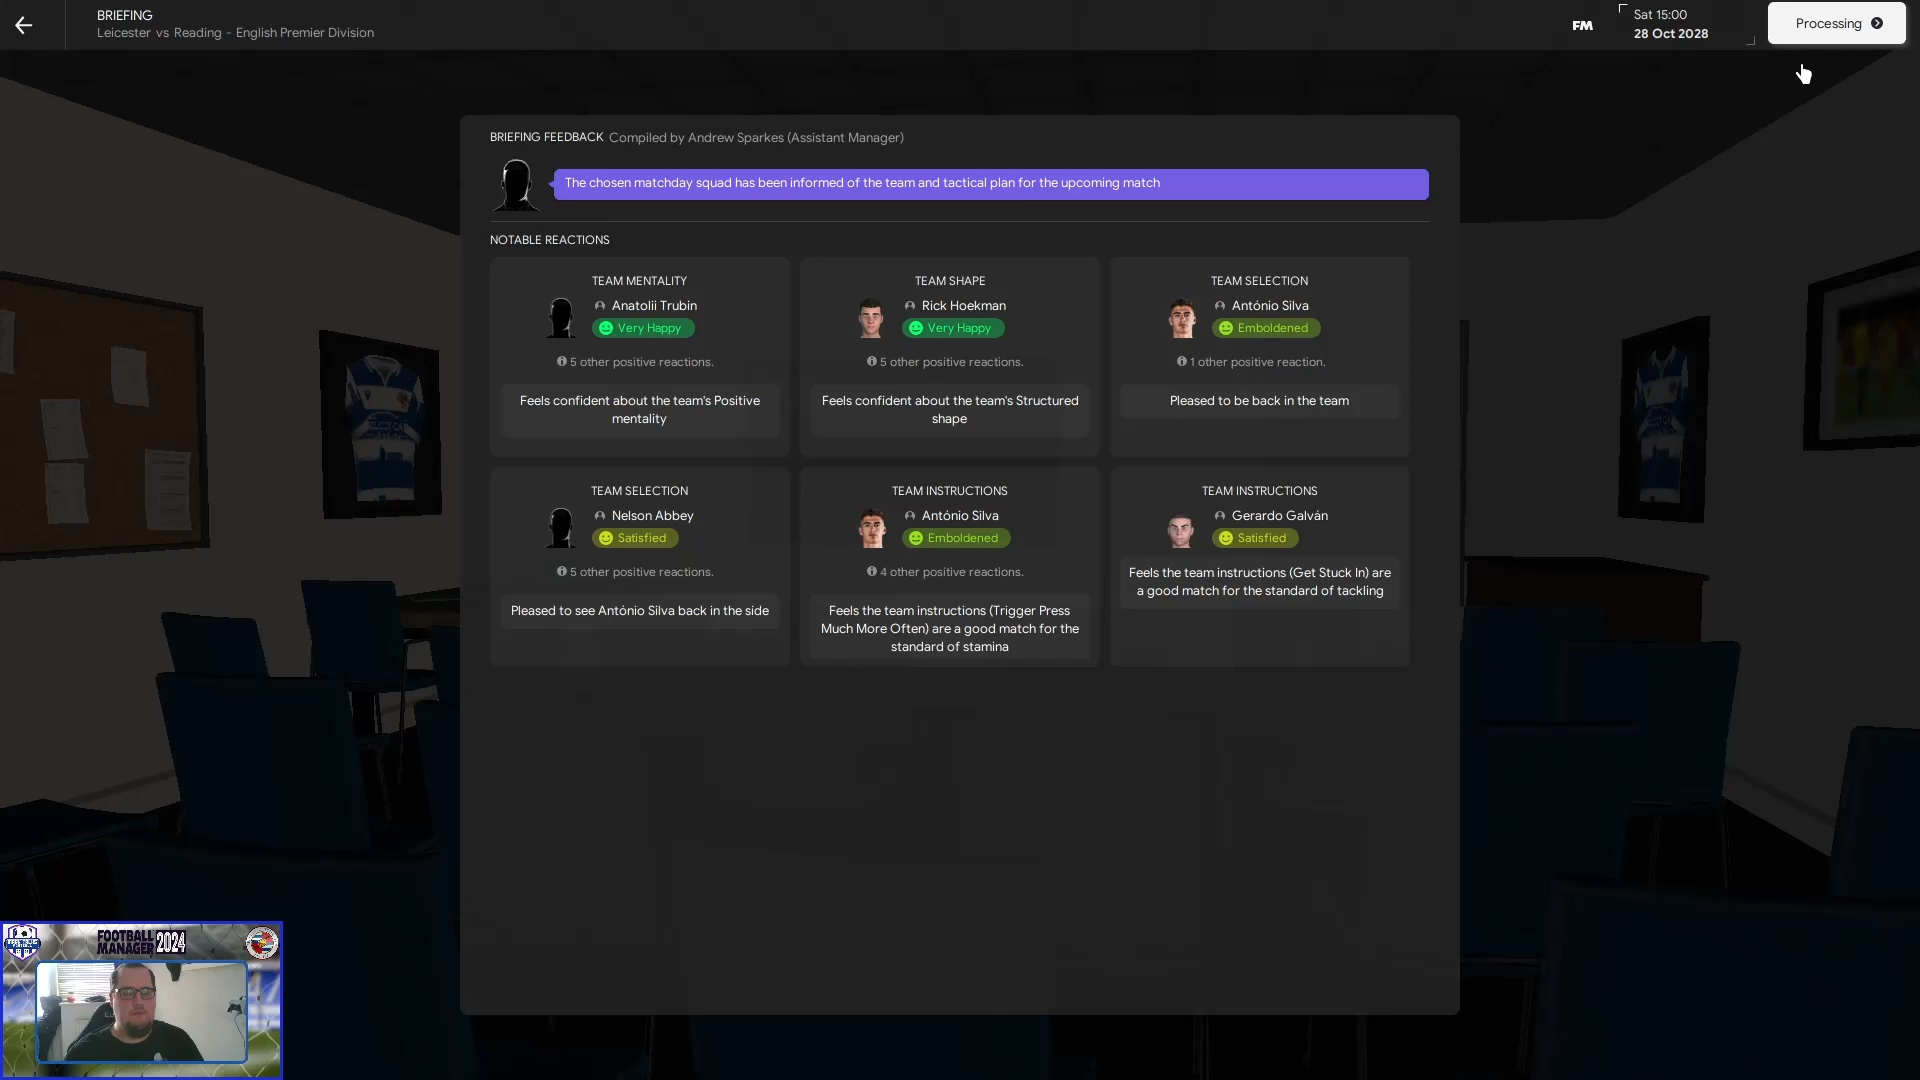 BRIEFING
Leicester vs Reading - English Premier Division
FM
Sat 15:00
28 Oct 2028
Processing
BRIEFING FEEDBACK Compiled by Andrew Sparkes (Assistant Manager)
The chosen matchday squad has been informed of the team and tactical plan for the upcoming match
NOTABLE REACTIONS
TEAM MENTALITY
Anatolii Trubin
Very Happy
5 other positive reactions.
Feels confident about the team's Positive
mentality
TEAM SHAPE
Rick Hoekman
Very Happy
5 other positive reactions.
Feels confident about the team's Structured
shape
TEAM SELECTION
António Silva
Emboldened
1 other positive reaction.
Pleased to be back in the team
TEAM SELECTION
Nelson Abbey
Satisfied
5 other positive reactions.
Pleased to see António Silva back in the side
TEAM INSTRUCTIONS
António Silva
Emboldened
4 other positive reactions.
Feels the team instructions (Trigger Press
Much More Often) are a good match for the
standard of stamina
TEAM INSTRUCTIONS
Gerardo Galván
Satisfied
Feels the team instructions (Get Stuck In) are
a good match for the standard of tackling
FOOTBALL
MANAGER 2024